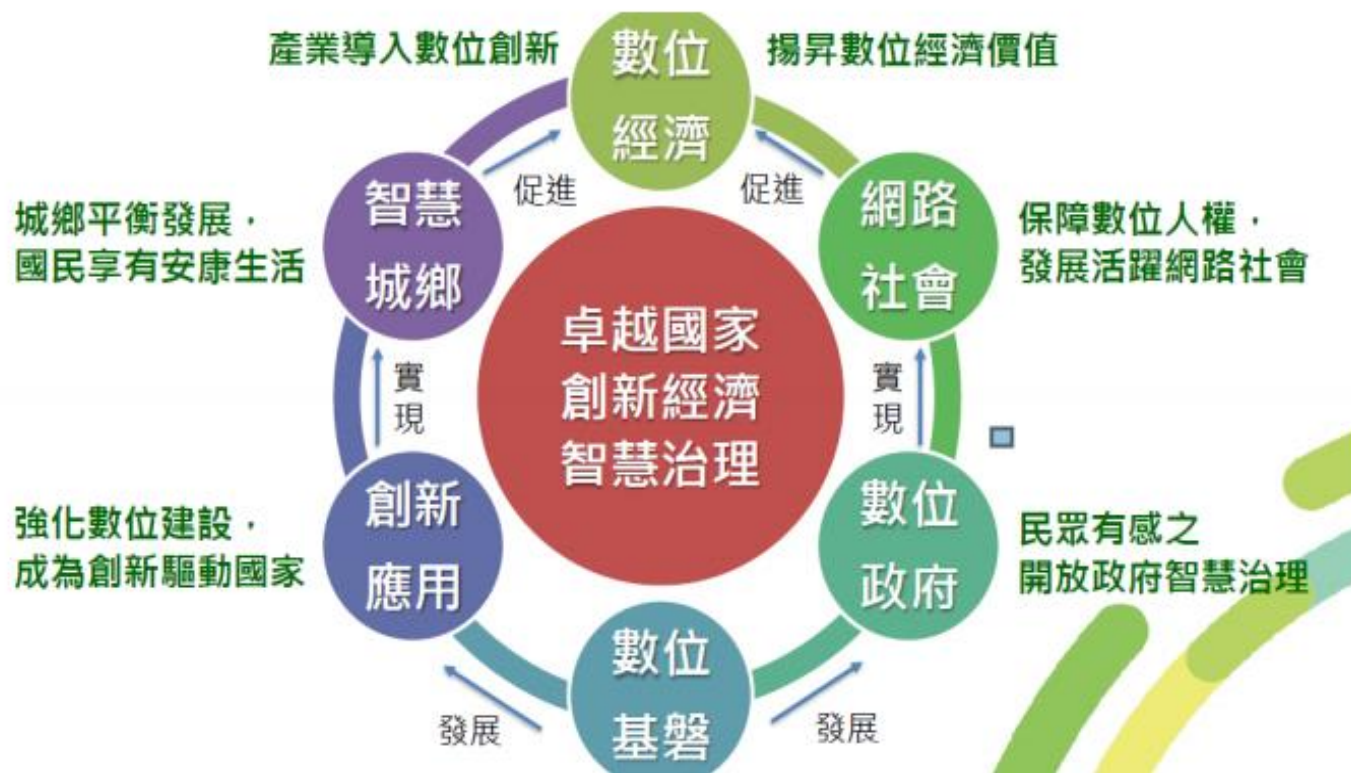 產業導入數位創新
數位
經濟
揚昇數位經濟價值
促進
促進
智慧
城鄉
網路
社會
城鄉平衡發展，
國民享有安康生活
保障數位人權，
發展活躍網路社會
卓越國家
創新經濟
智慧治理
實
現
實
現
創新
應用
數位
政府
強化數位建設，
成為創新驅動國家
民眾有感之
開放政府智慧治理
數位
基磐
發展
發展